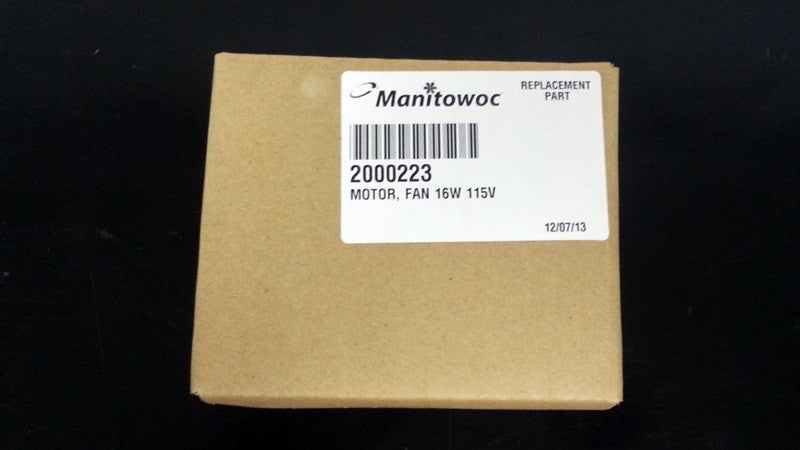 Manitowoc
REPLACEMENT
PART
2000223
MOTOR, FAN 16W 115V
12/07/13